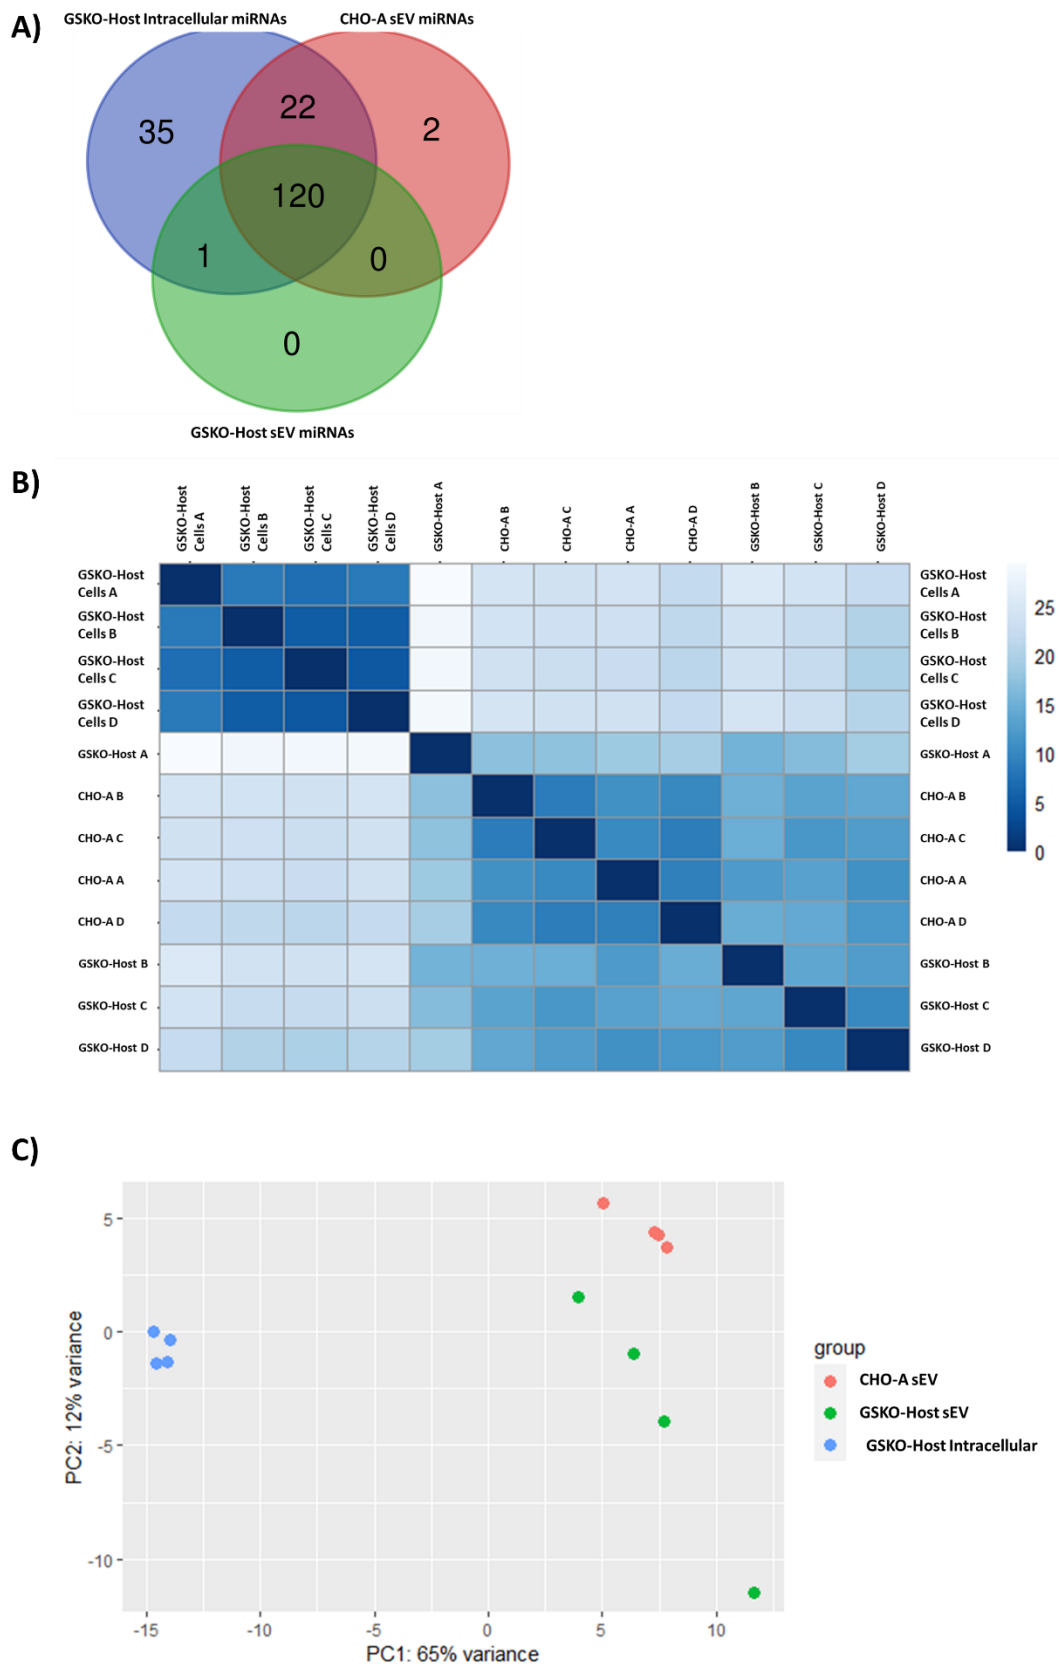 A)
GSKO-Host Intracellular miRNAs
CHO-A sEV miRNAs
35
22
2
120
1
0
0
GSKO-Host sEV miRNAs
B)
GSKO-Host
Cells A
GSKO-Host
Cells B
GSKO-Host
Cells C
GSKO-Host
Cells D
GSKO-Host A
CHO-A B
CHO-A C
CHO-A A
CHO-A D
GSKO-Host B
GSKO-Host C
GSKO-Host D
GSKO-Host
Cells A
GSKO-Host
Cells B
GSKO-Host
Cells C
GSKO-Host
Cells D
GSKO-Host A
CHO-A B
CHO-A C
CHO-A A
CHO-A D
GSKO-Host B
GSKO-Host C
GSKO-Host D
GSKO-Host
Cells A
GSKO-Host
Cells B
GSKO-Host
Cells C
GSKO-Host
Cells D
GSKO-Host A
CHO-A B
CHO-A C
CHO-A A
CHO-A D
GSKO-Host B
GSKO-Host C
GSKO-Host D
25
20
15
10
5
0
C)
5
0
-5
-10
PC2: 12% variance
-15
-10
-5
0
5
10
PC1: 65% variance
group
CHO-A sEV
GSKO-Host sEV
GSKO-Host Intracellular